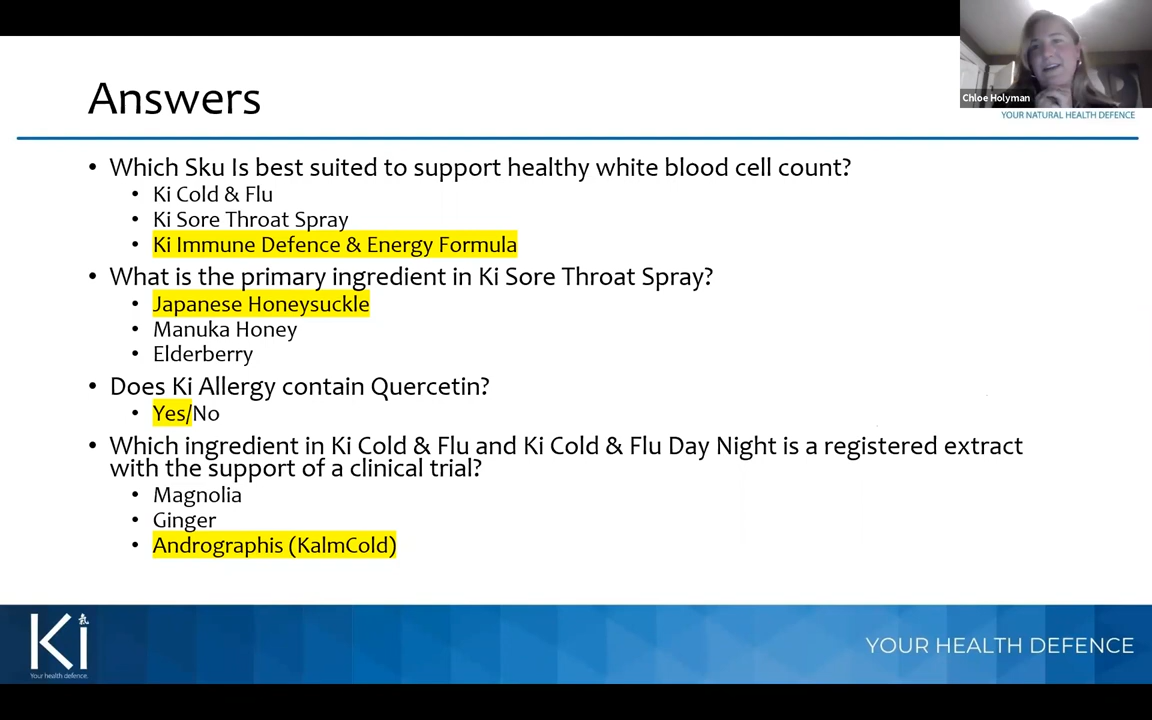 Answers
Chloe Holyman
YOUR NATURAL HEALTH DEFENCE
• Which Sku Is best suited to support healthy white blood cell count?
• Ki Cold & Flu
• Ki Sore Throat Spray
• Ki Immune Defence & Energy Formula
• What is the primary ingredient in Ki Sore Throat Spray?
• Japanese Honeysuckle
• Manuka Honey
• Elderberry
• Does Ki Allergy contain Quercetin?
• Yes/No
• Which ingredient in Ki Cold & Flu and Ki Cold & Flu Day Night is a registered extract
with the support of a clinical trial?
• Magnolia
• Ginger
• Andrographis (KalmCold)
Ki 氣
Your health defence.
YOUR HEALTH DEFENCE